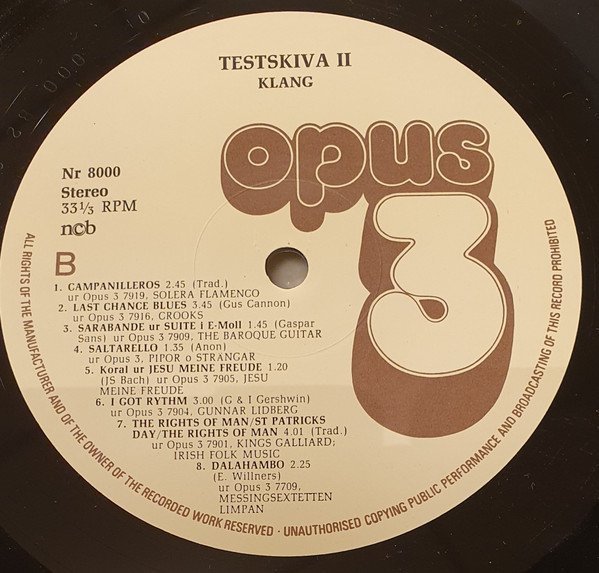 TESTSKIVA II
KLANG
opus
3
Nr 8000
Stereo
33⅓ RPM
ncb
B
1. CAMPANILLEROS 2.45 (Trad.)
ur Opus 3 7919, SOLERA FLAMENCO
2. LAST CHANCE BLUES 3.45 (Gus Cannon)
ur Opus 3 7916, CROOKS
3. SARABANDE ur SUITE i E-Moll 1.45 (Gaspar
Sans) ur Opus 3 7909, THE BAROQUE GUITAR
4. SALTARELLO 1.35 (Anon)
ur Opus 3, PIPOR o STRANGAR
5. Koral ur JESU MEINE FREUDE 1.20
(JS Bach) ur Opus 3 7905, JESU
MEINE FREUDE
6. I GOT RYTHM 3.00 (G & I Gershwin)
ur Opus 3 7904, GUNNAR LIDBERG
7. THE RIGHTS OF MAN/ST PATRICKS
DAY/THE RIGHTS OF MAN 4.01 (Trad.)
ur Opus 3 7901, KINGS GALLIARD;
IRISH FOLK MUSIC
8. DALAHAMBO 2.25
(E. Willners)
ur Opus 3 7709,
MESSINGSEXTETTEN
LIMPAN
ALL RIGHTS OF THE MANUFACTURER AND OF THE OWNER OF THE RECORDED WORK RESERVED · UNAUTHORISED COPYING PUBLIC PERFORMANCE AND BROADCASTING OF THIS RECORD PROHIBITED